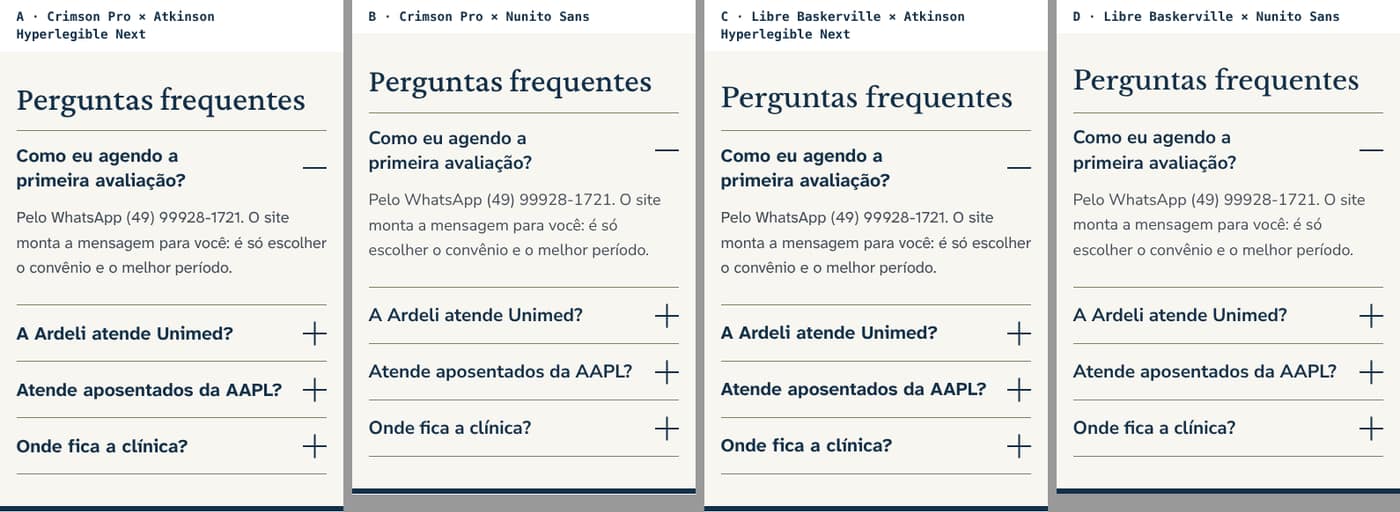 A · Crimson Pro × Atkinson
Hyperlegible Next
Perguntas frequentes
Como eu agendo a
primeira avaliação?
Pelo WhatsApp (49) 99928-1721. O site
monta a mensagem para você: é só escolher
o convênio e o melhor período.
A Ardeli atende Unimed?
Atende aposentados da AAPL?
Onde fica a clínica?
B · Crimson Pro × Nunito Sans
Perguntas frequentes
Como eu agendo a
primeira avaliação?
Pelo WhatsApp (49) 99928-1721. O site
monta a mensagem para você: é só
escolher o convênio e o melhor período.
A Ardeli atende Unimed?
Atende aposentados da AAPL?
Onde fica a clínica?
C · Libre Baskerville × Atkinson
Hyperlegible Next
Perguntas frequentes
Como eu agendo a
primeira avaliação?
Pelo WhatsApp (49) 99928-1721. O site
monta a mensagem para você: é só escolher
o convênio e o melhor período.
A Ardeli atende Unimed?
Atende aposentados da AAPL?
Onde fica a clínica?
D · Libre Baskerville × Nunito Sans
Perguntas frequentes
Como eu agendo a
primeira avaliação?
Pelo WhatsApp (49) 99928-1721. O site
monta a mensagem para você: é só
escolher o convênio e o melhor período.
A Ardeli atende Unimed?
Atende aposentados da AAPL?
Onde fica a clínica?